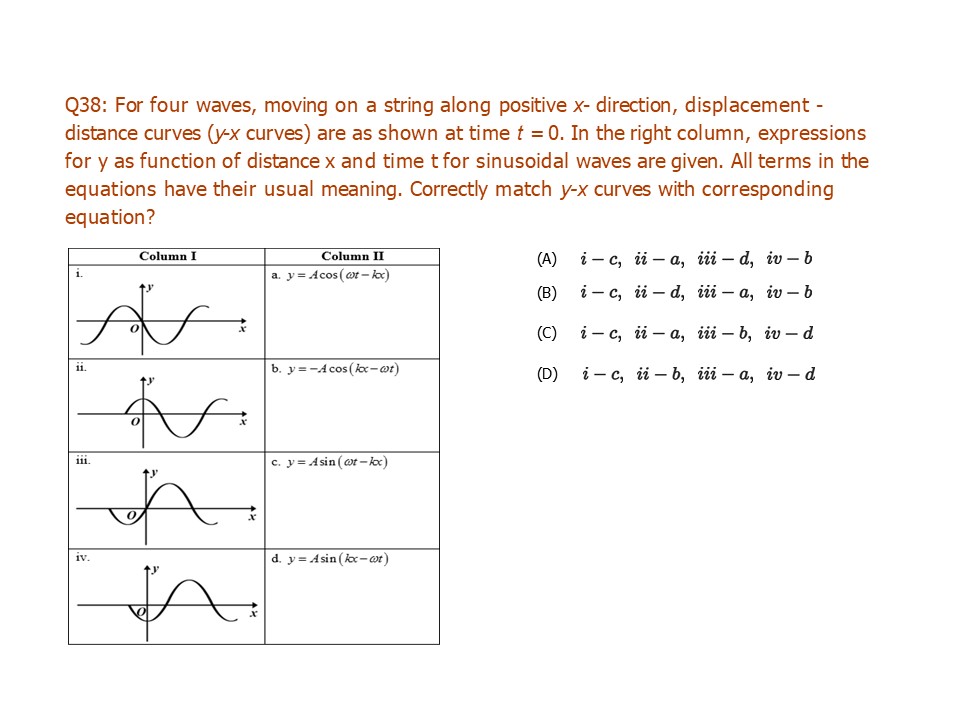 Q38: For four waves, moving on a string along positive x- direction, displacement -
distance curves (y-x curves) are as shown at time t = 0. In the right column, expressions
for y as function of distance x and time t for sinusoidal waves are given. All terms in the
equations have their usual meaning. Correctly match y-x curves with corresponding
equation?
Column I Column II
i. a. y = A cos(ωt – kx)
y
O x
ii. b. y = –A cos(kx – ωt)
y
O x
iii. c. y = A sin(ωt – kx)
y
O x
iv. d. y = A sin(kx – ωt)
y
O x
(A) i – c, ii – a, iii – d, iv – b
(B) i – c, ii – d, iii – a, iv – b
(C) i – c, ii – a, iii – b, iv – d
(D) i – c, ii – b, iii – a, iv – d